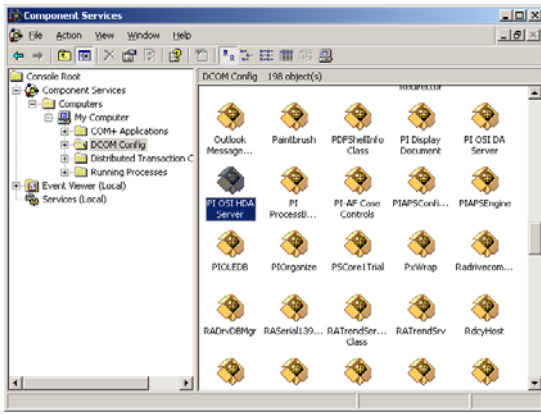 Component Services
File Action View Window Help
Console Root
Component Services
Computers
My Computer
COM+ Applications
DCOM Config
Distributed Transaction C
Running Processes
Event Viewer (Local)
Services (Local)
DCOM Config 198 object(s)
Redirector
Outlook Message...
Paintbrush
PDFShellInfo Class
PI Display Document
PI OSI DA Server
PI OSI HDA Server
PI ProcessB...
PI-AF Case Controls
PIAPSConfi...
PIAPSEngine
PIOLEDB
PIOrganize
PSCore1Trial
PxWrap
Radrivecom...
RADrvDBMgr
RASerial139...
RATrendSer... Class
RATrendSrv
RdcyHost